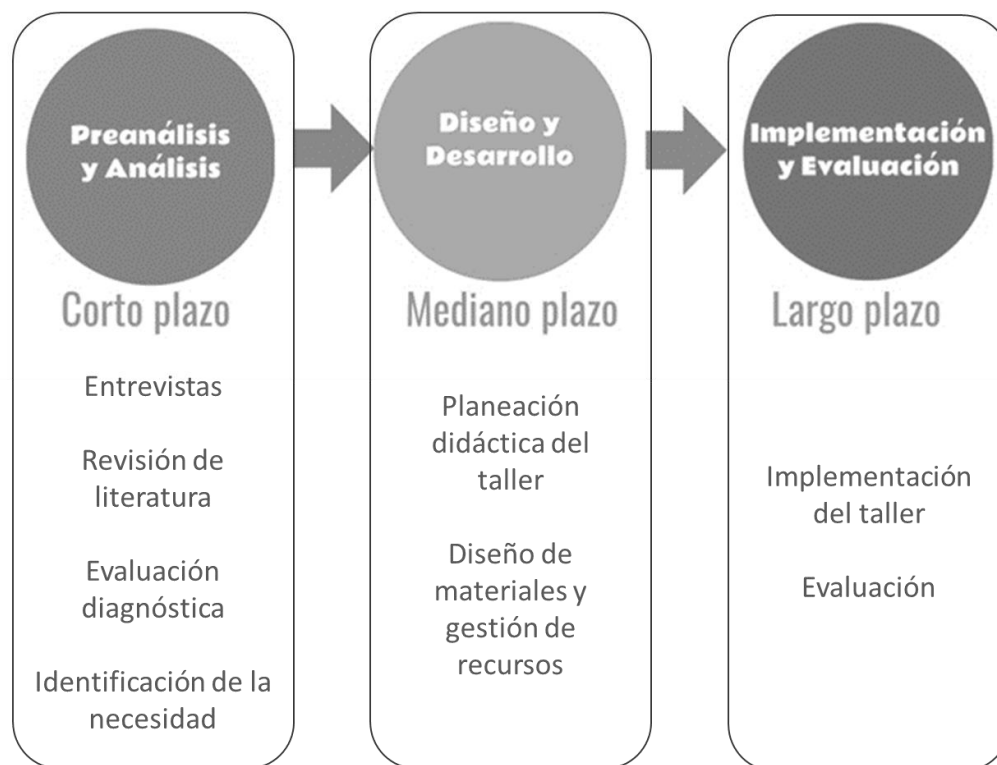 Preanálisis
y Análisis
Corto plazo
Entrevistas
Revisión de
literatura
Evaluación
diagnóstica
Identificación de la
necesidad
Diseño y
Desarrollo
Mediano plazo
Planeación
didáctica del
taller
Diseño de
materiales y
gestión de
recursos
Implementación
y Evaluación
Largo plazo
Implementación
del taller
Evaluación